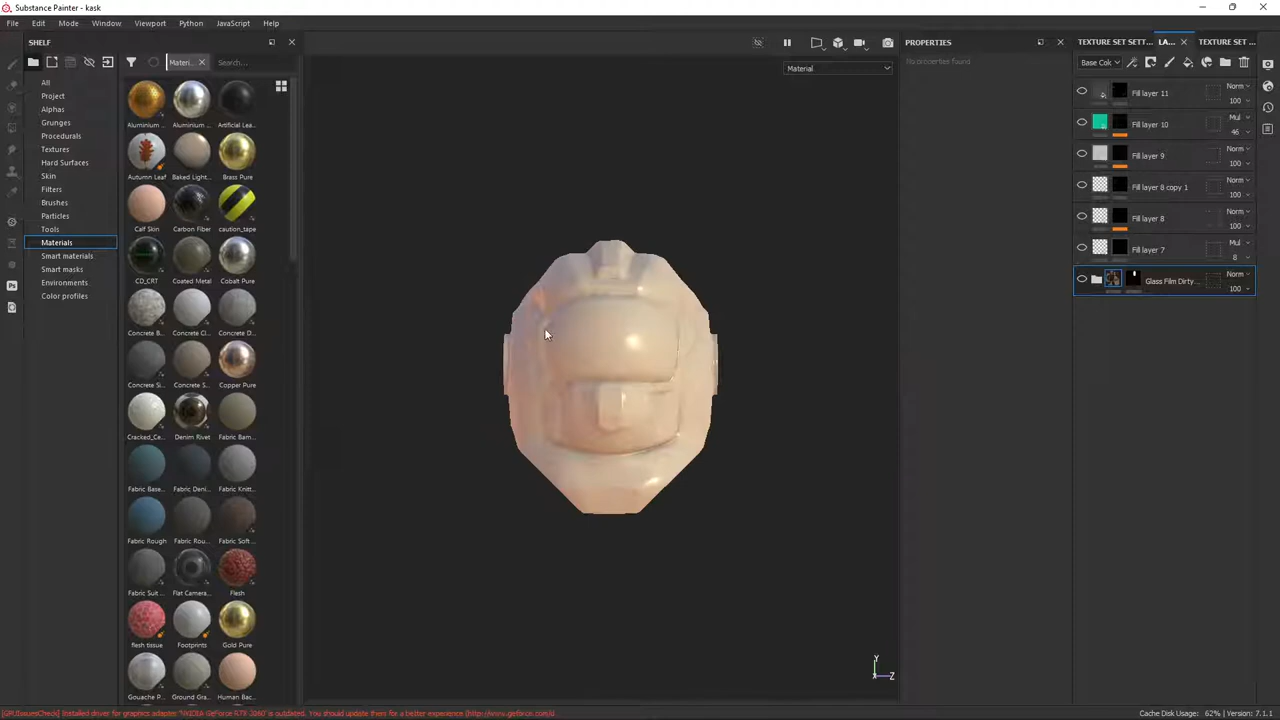 Substance Painter - kask
File Edit Mode Window Viewport Python JavaScript Help
SHELF
Materi... Search...
All
Project
Alphas
Grunges
Procedurals
Textures
Hard Surfaces
Skin
Filters
Brushes
Particles
Tools
Materials
Smart materials
Smart masks
Environments
Color profiles
Aluminium ... Aluminium ... Artificial Lea...
Autumn Leaf Baked Light... Brass Pure
Calf Skin Carbon Fiber caution_tape
CD_CRT Coated Metal Cobalt Pure
Concrete B... Concrete Cl... Concrete D...
Concrete Si... Concrete S... Copper Pure
Cracked_Ce... Denim Rivet Fabric Bam...
Fabric Base... Fabric Deni... Fabric Knitt...
Fabric Rough Fabric Rou... Fabric Soft ...
Fabric Suit ... Flat Camera... Flesh
flesh tissue Footprints Gold Pure
Gouache P... Ground Gra... Human Bac...
Material
Y
Z
PROPERTIES
No properties found
TEXTURE SET SETT... LA... TEXTURE SET ...
Base Colo
Fill layer 11 Norm 100
Fill layer 10 Mul 46
Fill layer 9 Norm 100
Fill layer 8 copy 1 Norm 100
Fill layer 8 Norm 100
Fill layer 7 Mul 8
Glass Film Dirty... Norm 100
Ps
Cache Disk Usage: 62% | Version: 7.1.1